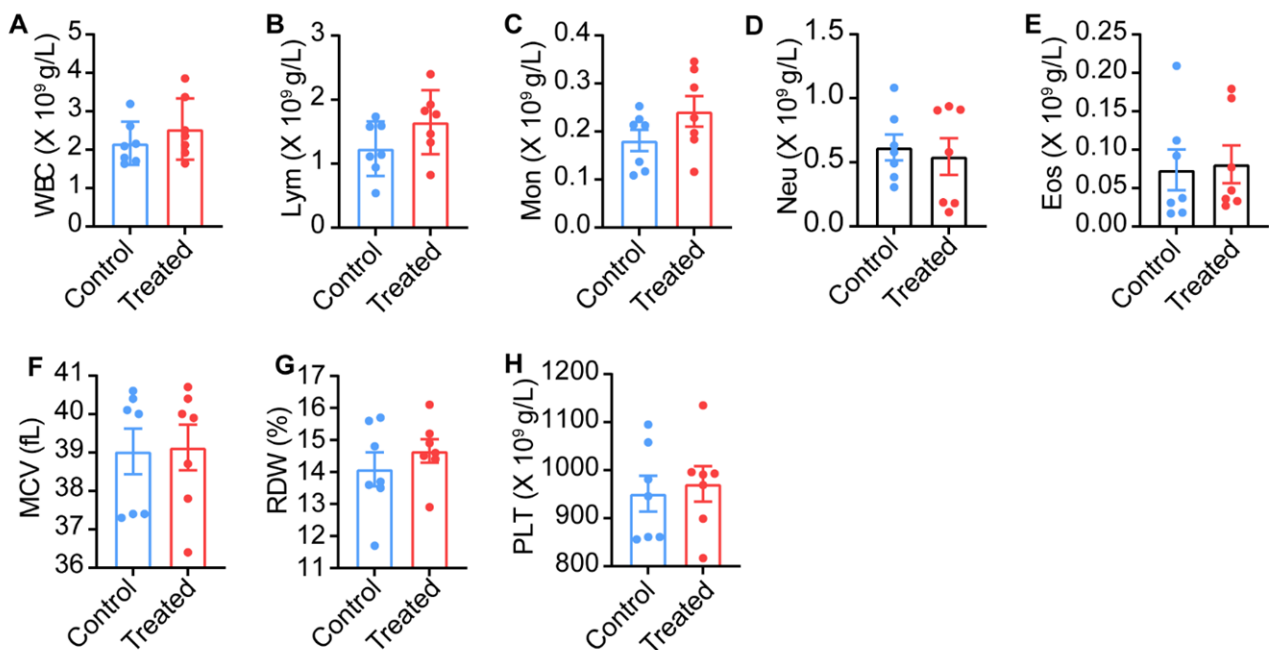 A
WBC (X 10⁹ g/L)
5
4
3
2
1
0
Control
Treated
B
Lym (X 10⁹ g/L)
3
2
1
0
Control
Treated
C
Mon (X 10⁹ g/L)
0.4
0.3
0.2
0.1
0.0
Control
Treated
D
Neu (X 10⁹ g/L)
1.5
1.0
0.5
0.0
Control
Treated
E
Eos (X 10⁹ g/L)
0.25
0.20
0.15
0.10
0.05
0.00
Control
Treated
F
MCV (fL)
41
40
39
38
37
36
Control
Treated
G
RDW (%)
17
16
15
14
13
12
11
Control
Treated
H
PLT (X 10⁹ g/L)
1200
1100
1000
900
800
Control
Treated